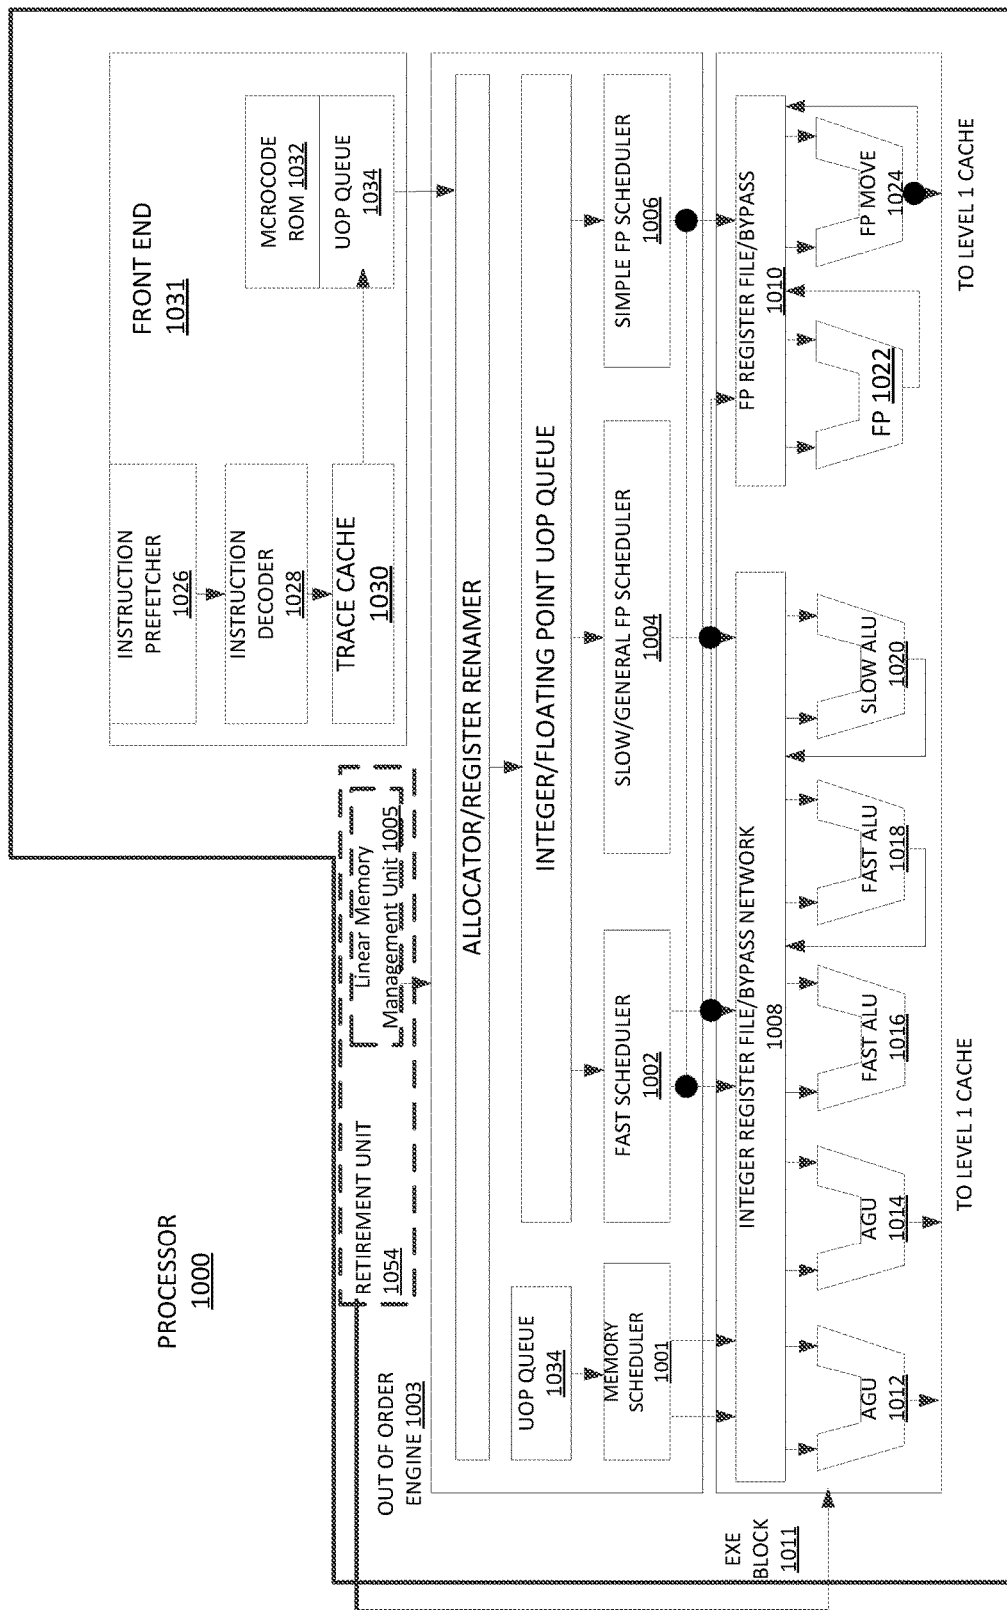 PROCESSOR
1000
FRONT END
1031
INSTRUCTION
PREFETCHER
1026
INSTRUCTION
DECODER
1028
TRACE CACHE
1030
MCROCODE
ROM 1032
UOP QUEUE
1034
RETIREMENT UNIT
1054
Linear Memory
Management Unit 1005
OUT OF ORDER
ENGINE 1003
ALLOCATOR/REGISTER RENAMER
UOP QUEUE
1034
INTEGER/FLOATING POINT UOP QUEUE
MEMORY
SCHEDULER
1001
FAST SCHEDULER
1002
SLOW/GENERAL FP SCHEDULER
1004
SIMPLE FP SCHEDULER
1006
EXE
BLOCK
1011
INTEGER REGISTER FILE/BYPASS NETWORK
1008
FP REGISTER FILE/BYPASS
1010
AGU
1012
AGU
1014
FAST ALU
1016
FAST ALU
1018
SLOW ALU
1020
FP 1022
FP MOVE
1024
TO LEVEL 1 CACHE
TO LEVEL 1 CACHE